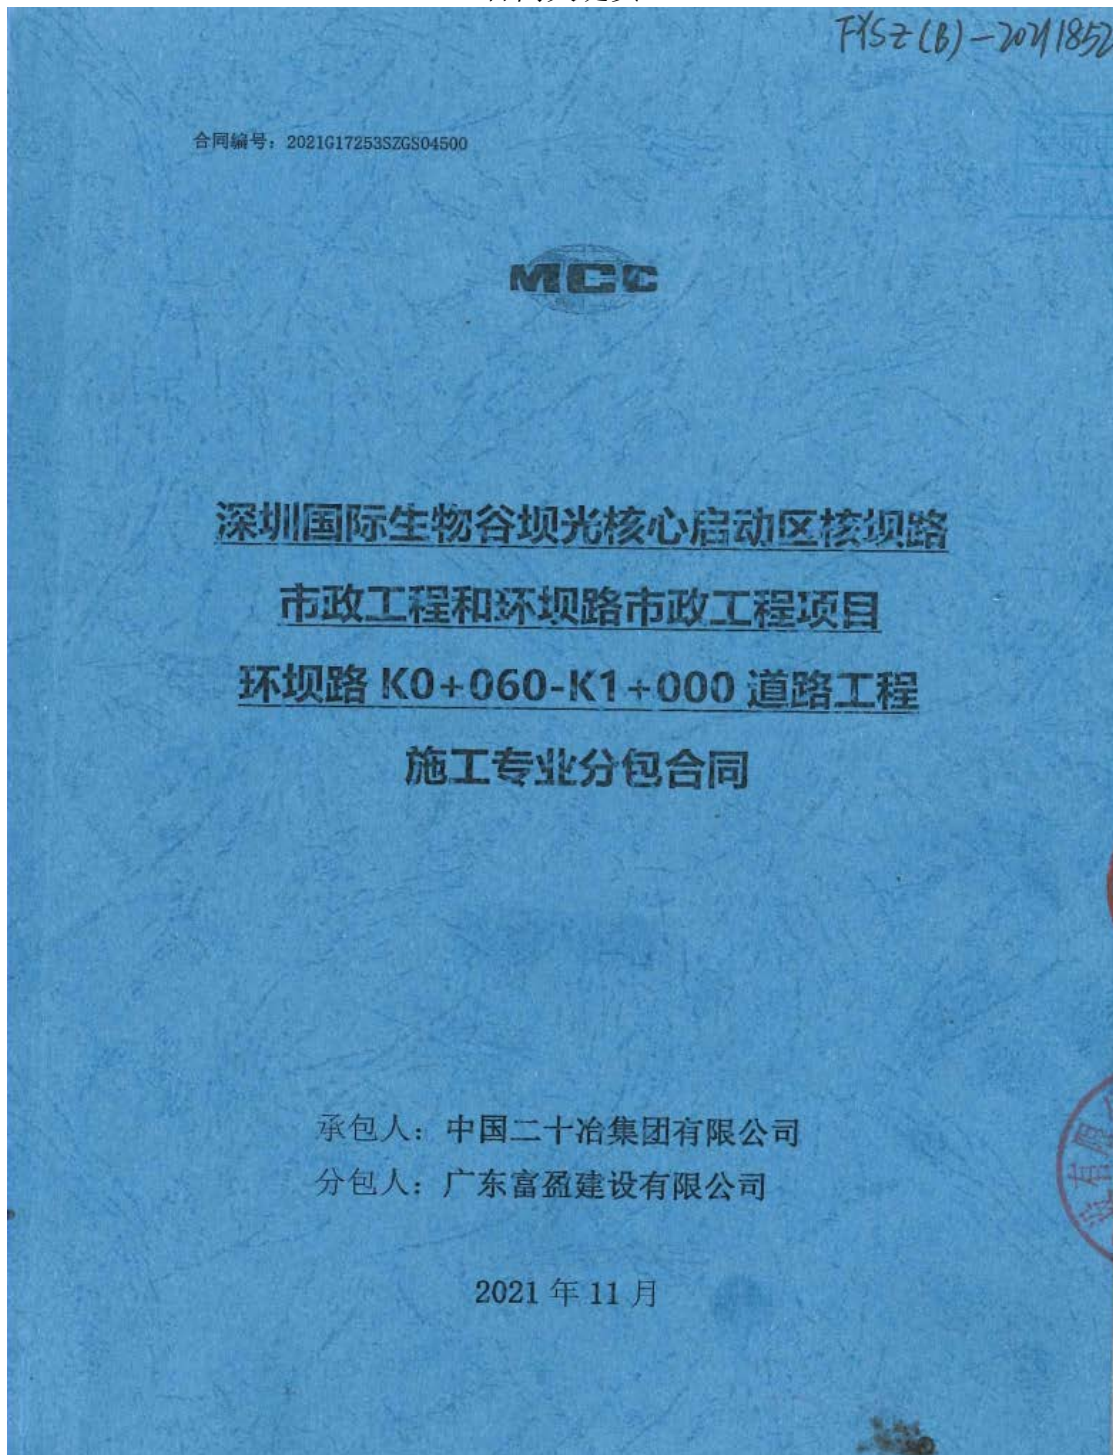 FYSZ(B)-20211852
合同编号：2021G17253SZGS04500
MCC
深圳国际生物谷坝光核心启动区核坝路
市政工程和环坝路市政工程项目
环坝路 K0+060-K1+000 道路工程
施工专业分包合同
承包人：中国二十冶集团有限公司
分包人：广东富盈建设有限公司
设有限
2021 年 11 月